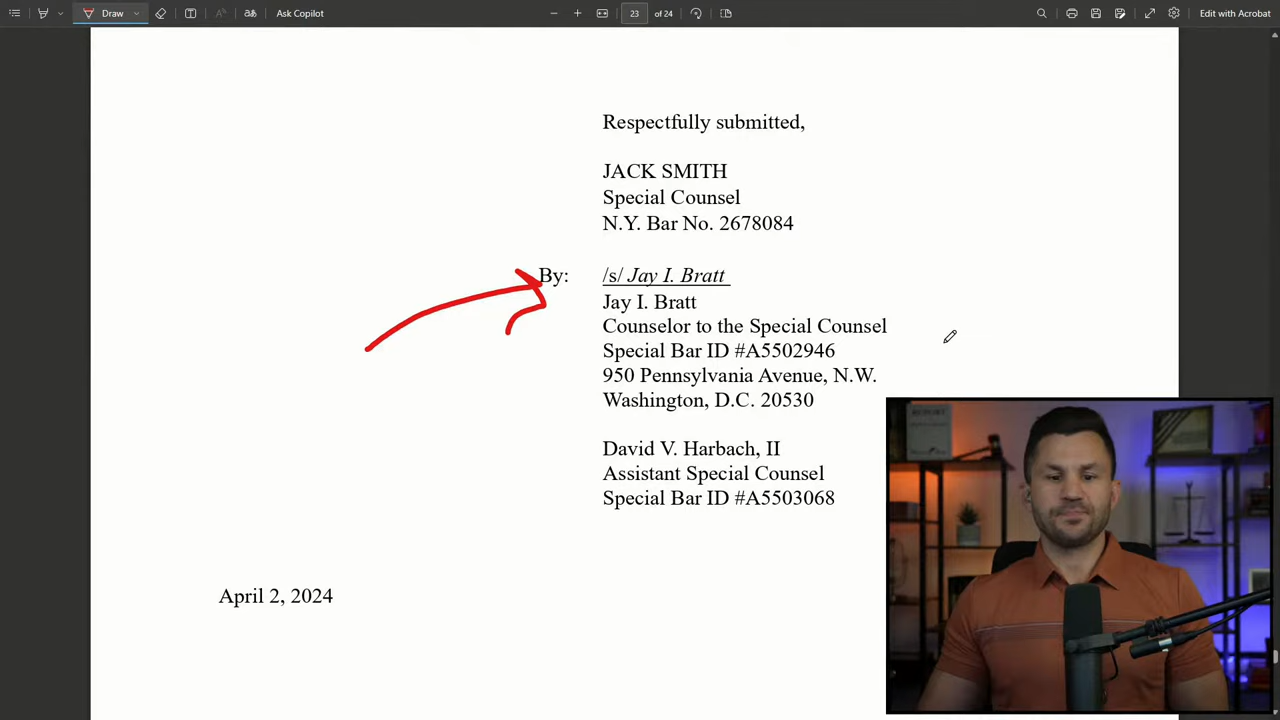 Draw
Ask Copilot
23 of 24
Edit with Acrobat
Respectfully submitted,
JACK SMITH
Special Counsel
N.Y. Bar No. 2678084
By: /s/ Jay I. Bratt
Jay I. Bratt
Counselor to the Special Counsel
Special Bar ID #A5502946
950 Pennsylvania Avenue, N.W.
Washington, D.C. 20530
David V. Harbach, II
Assistant Special Counsel
Special Bar ID #A5503068
April 2, 2024
REPORT